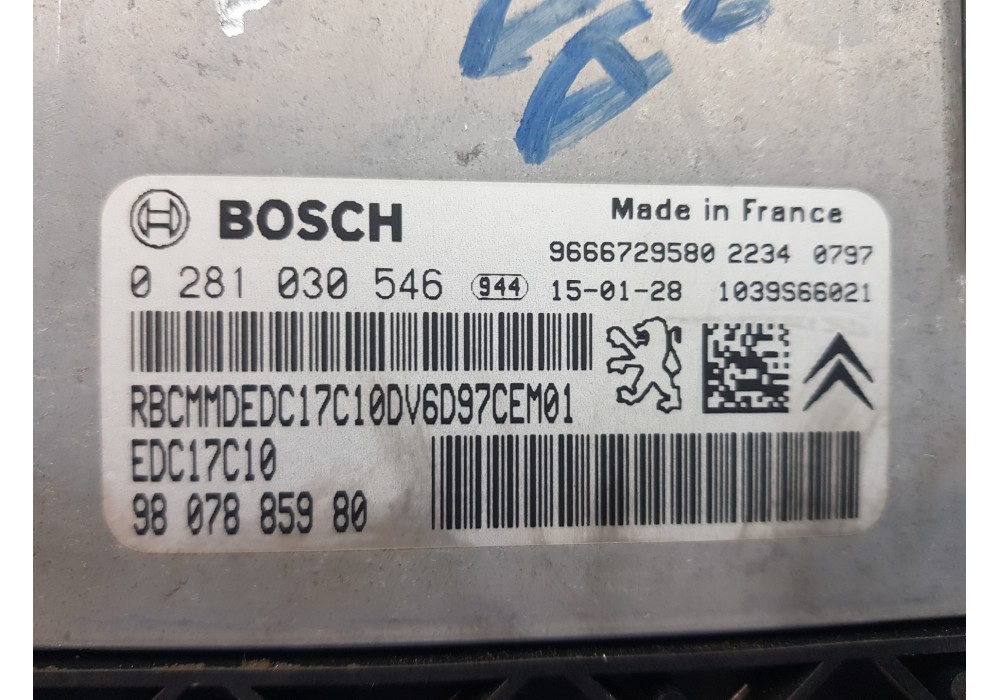 BOSCH
Made in France
9666729580 2234 0797
0 281 030 546 944 15-01-28 1039S66021
RBCMMDEDC17C10DV6D97CEM01
EDC17C10
98 078 859 80